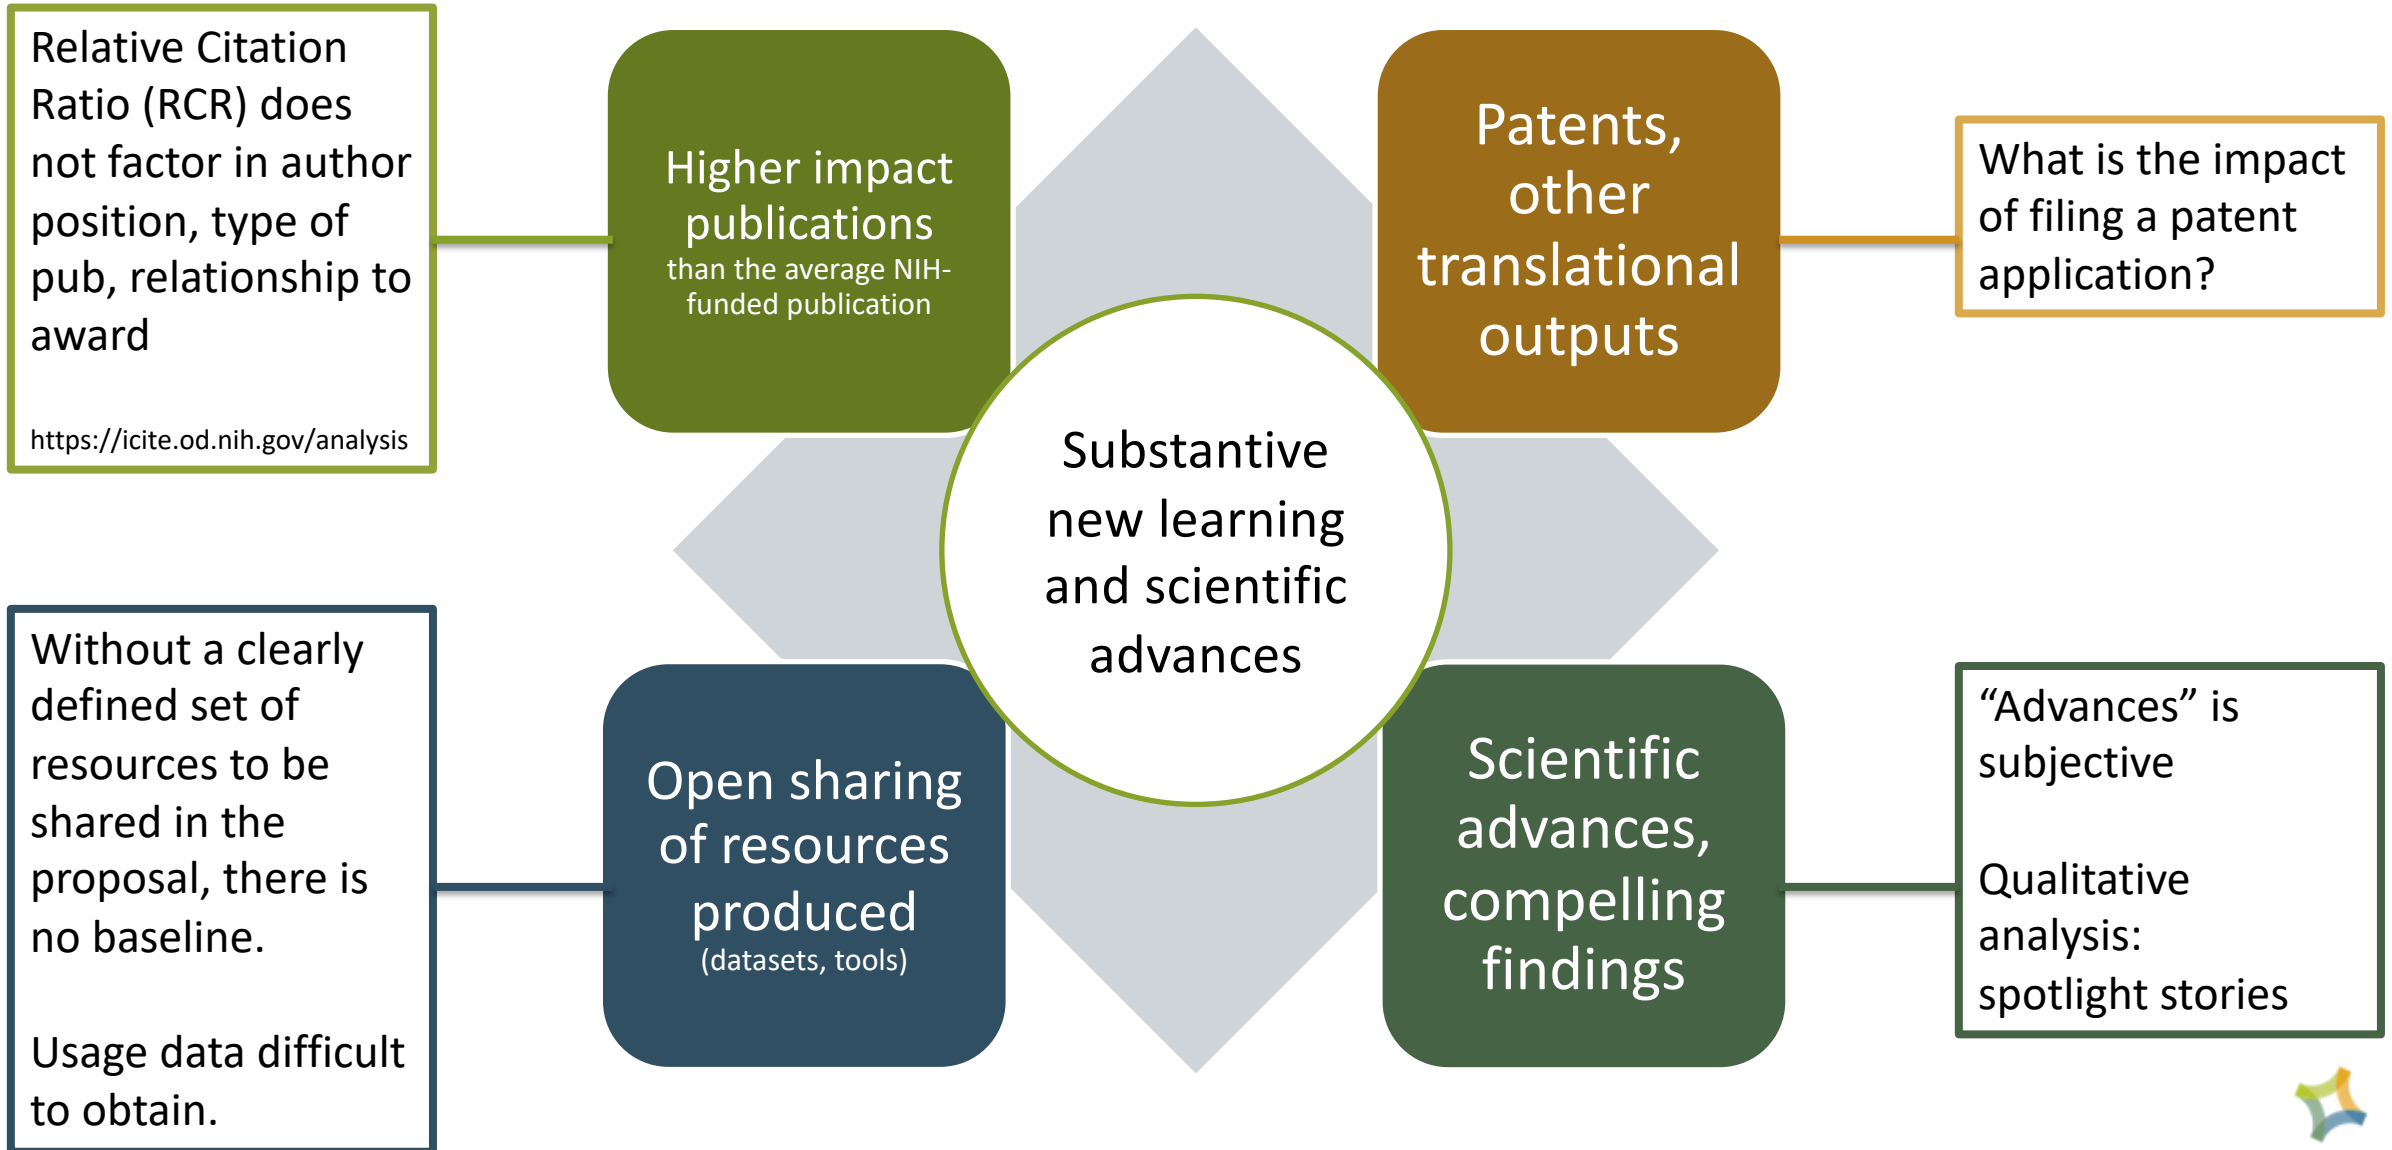 Relative Citation
Ratio (RCR) does
not factor in author
position, type of
pub, relationship to
award
https://icite.od.nih.gov/analysis
Higher impact
publications
than the average NIH-
funded publication
Patents,
other
translational
outputs
What is the impact
of filing a patent
application?
Substantive
new learning
and scientific
advances
Without a clearly
defined set of
resources to be
shared in the
proposal, there is
no baseline.
Usage data difficult
to obtain.
Open sharing
of resources
produced
(datasets, tools)
Scientific
advances,
compelling
findings
“Advances” is
subjective
Qualitative
analysis:
spotlight stories